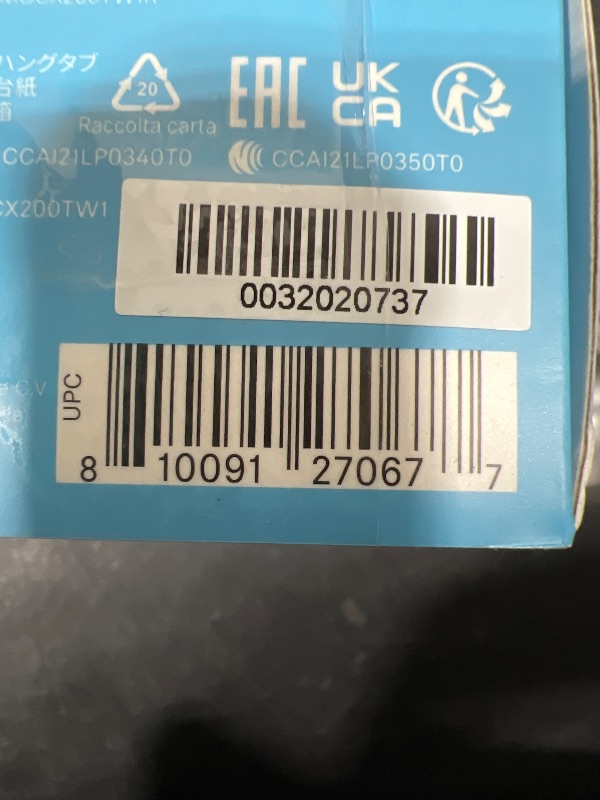 ハングタブ
台紙
箱
20
Raccolta carta
EAC
UK
CA
CCAI21LP0340T0
CCAI21LP0350T0
CX200TW1
0032020737
C.V
UPC
8 10091 27067 7